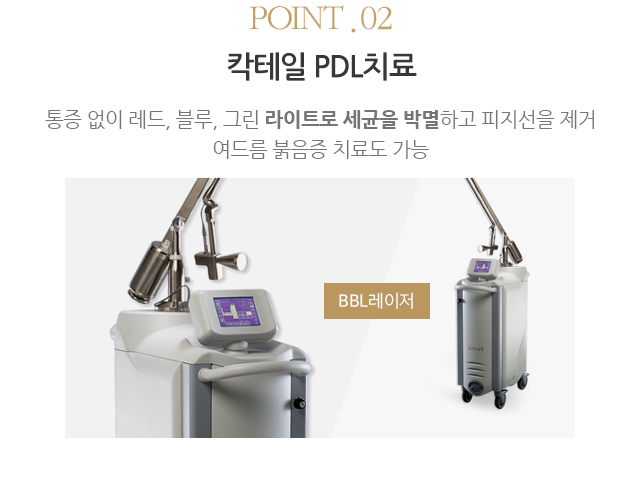 POINT . 02
칵테일 PDL치료
통증 없이 레드, 블루, 그린 라이트로 세균을 박멸하고 피지선을 제거
여드름 붉음증 치료도 가능
BBL레이저